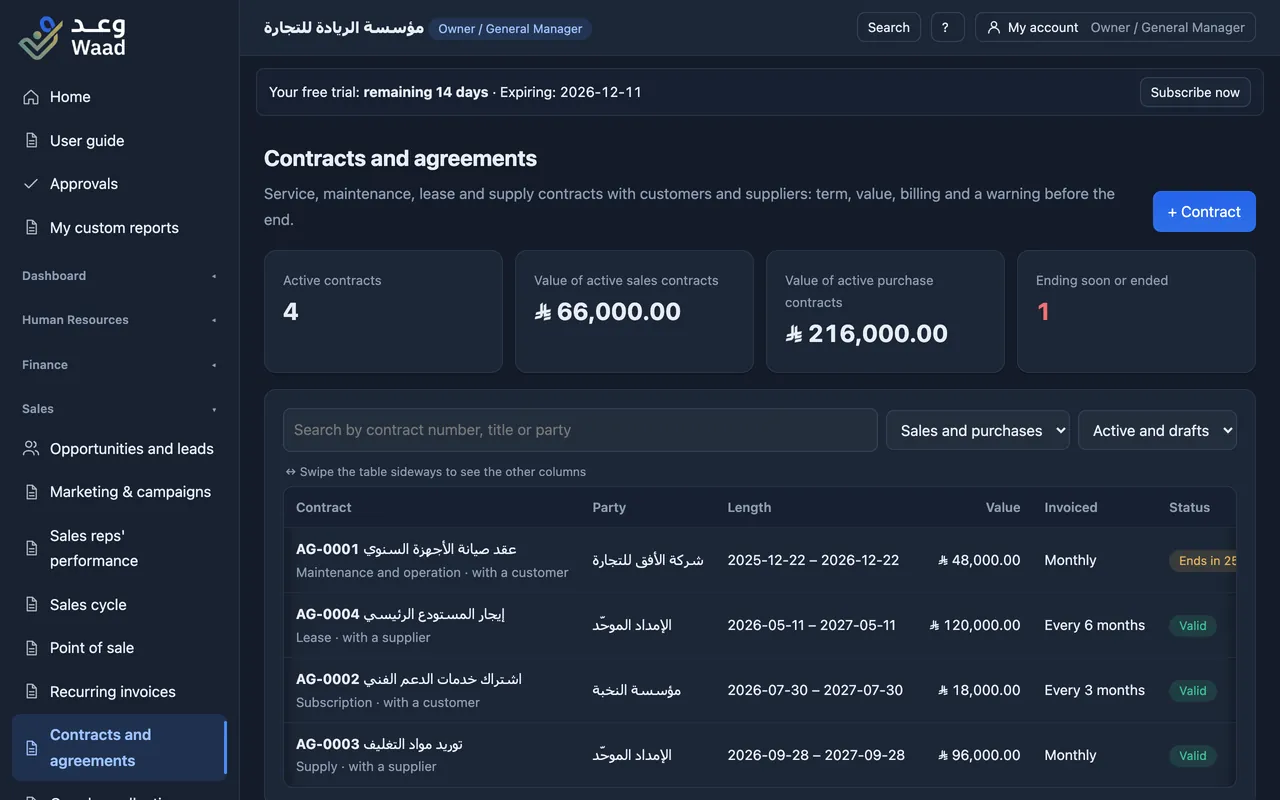 وعد
Waad
Home
User guide
Approvals
My custom reports
Dashboard
Human Resources
Finance
Sales
Opportunities and leads
Marketing & campaigns
Sales reps' performance
Sales cycle
Point of sale
Recurring invoices
Contracts and agreements
مؤسسة الريادة للتجارة Owner / General Manager
Search
?
My account Owner / General Manager
Your free trial: remaining 14 days · Expiring: 2026-12-11
Subscribe now
Contracts and agreements
Service, maintenance, lease and supply contracts with customers and suppliers: term, value, billing and a warning before the
end.
+ Contract
Active contracts
4
Value of active sales contracts
⃁ 66,000.00
Value of active purchase
contracts
⃁ 216,000.00
Ending soon or ended
1
Search by contract number, title or party
Sales and purchases
Active and drafts
↔ Swipe the table sideways to see the other columns
Contract Party Length Value Invoiced Status
AG-0001 عقد صيانة الأجهزة السنوي
Maintenance and operation · with a customer
شركة الأفق للتجارة 2025-12-22 – 2026-12-22 ⃁ 48,000.00 Monthly Ends in 25
AG-0004 إيجار المستودع الرئيسي
Lease · with a supplier
الإمداد الموحّد 2026-05-11 – 2027-05-11 ⃁ 120,000.00 Every 6 months Valid
AG-0002 اشتراك خدمات الدعم الفني
Subscription · with a customer
مؤسسة النخبة 2026-07-30 – 2027-07-30 ⃁ 18,000.00 Every 3 months Valid
AG-0003 توريد مواد التغليف
Supply · with a supplier
الإمداد الموحّد 2026-09-28 – 2027-09-28 ⃁ 96,000.00 Monthly Valid